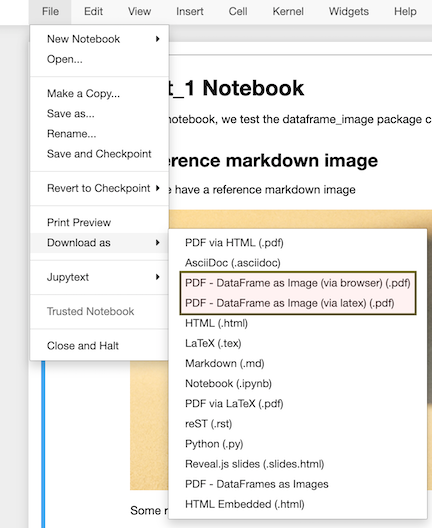 File Edit View Insert Cell Kernel Widgets Help
New Notebook
Open...
Make a Copy...
Save as...
Rename...
Save and Checkpoint
Revert to Checkpoint
Print Preview
Download as
Jupytext
Trusted Notebook
Close and Halt
t_1 Notebook
notebook, we test the dataframe_image package c
erence markdown image
e have a reference markdown image
PDF via HTML (.pdf)
AsciiDoc (.asciidoc)
PDF - DataFrame as Image (via browser) (.pdf)
PDF - DataFrame as Image (via latex) (.pdf)
HTML (.html)
LaTeX (.tex)
Markdown (.md)
Notebook (.ipynb)
PDF via LaTeX (.pdf)
reST (.rst)
Python (.py)
Reveal.js slides (.slides.html)
PDF - DataFrames as Images
HTML Embedded (.html)
Some r